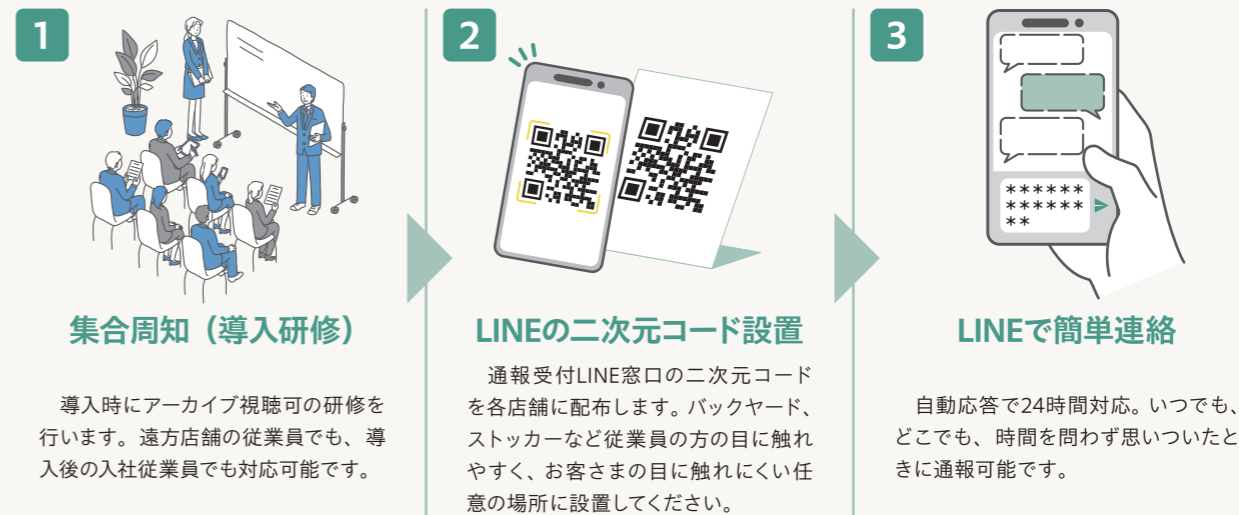 1
集合周知（導入研修）
導入時にアーカイブ視聴可の研修を
行います。遠方店舗の従業員でも、導
入後の入社従業員でも対応可能です。
2
LINEの二次元コード設置
通報受付LINE窓口の二次元コード
を各店舗に配布します。バックヤード、
ストッカーなど従業員の方の目に触れ
やすく、お客さまの目に触れにくい任
意の場所に設置してください。
3
******
******
**
LINEで簡単連絡
自動応答で24時間対応。いつでも、
どこでも、時間を問わず思いついたと
きに通報可能です。